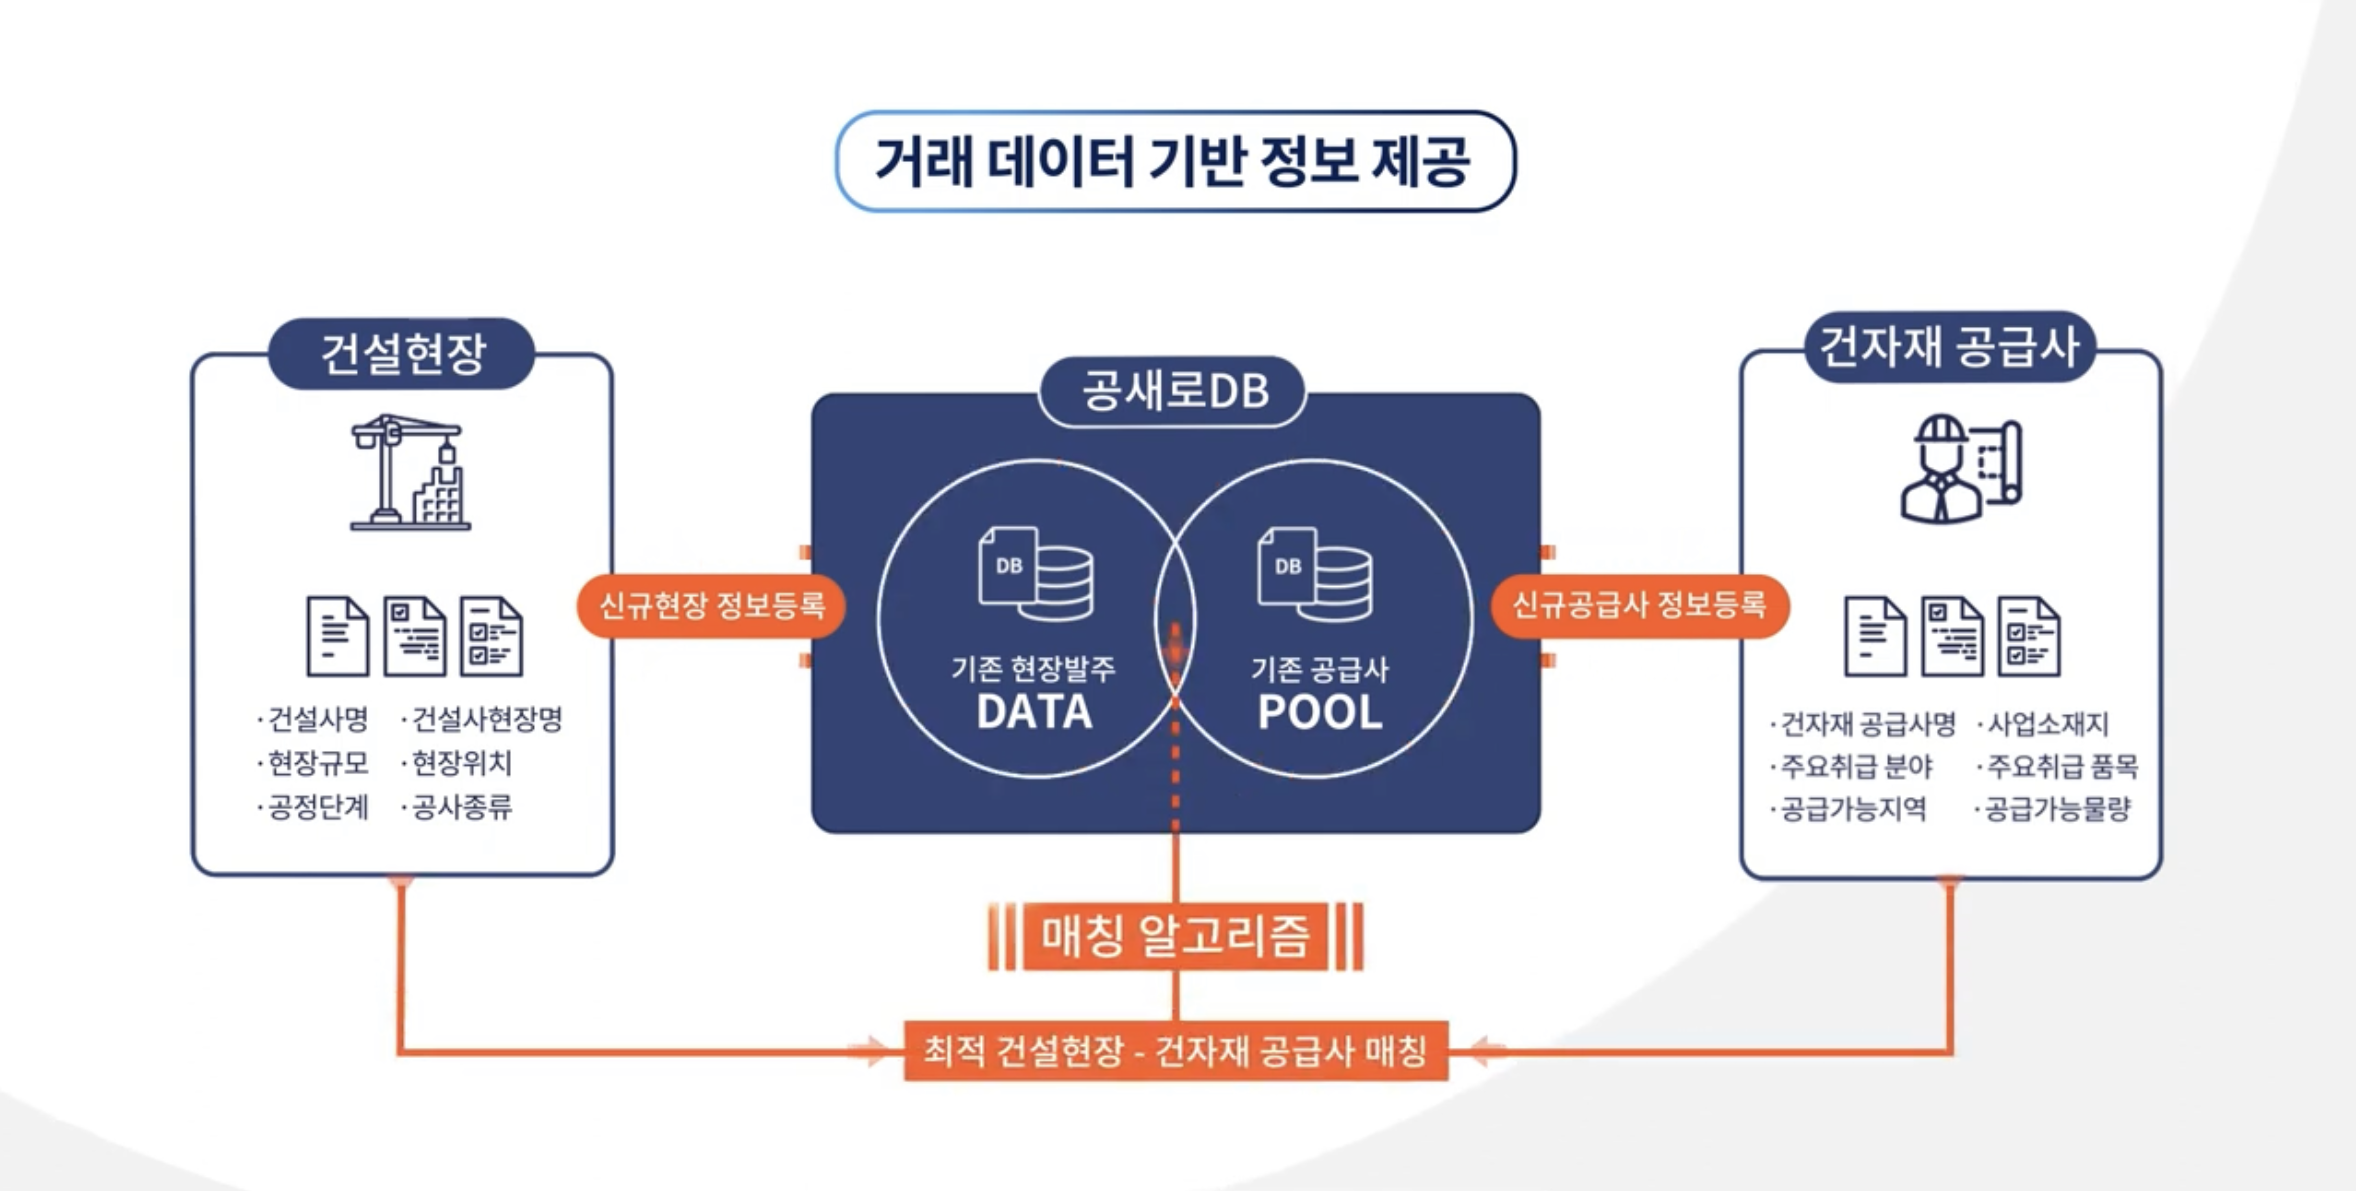 거래 데이터 기반 정보 제공
건설현장
·건설사명 ·건설사현장명
·현장규모 ·현장위치
·공정단계 ·공사종류
신규현장 정보등록
공새로DB
DB
기존 현장발주
DATA
DB
기존 공급사
POOL
신규공급사 정보등록
건자재 공급사
·건자재 공급사명 ·사업소재지
·주요취급 분야 ·주요취급 품목
·공급가능지역 ·공급가능물량
매칭 알고리즘
최적 건설현장 - 건자재 공급사 매칭